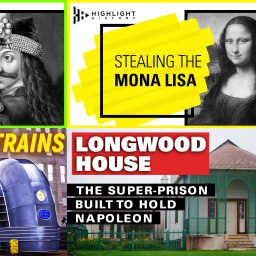 HIGHLIGHT
HISTORY
STEALING THE
MONA LISA
TRAINS
LONGWOOD
HOUSE
THE SUPER-PRISON
BUILT TO HOLD
NAPOLEON